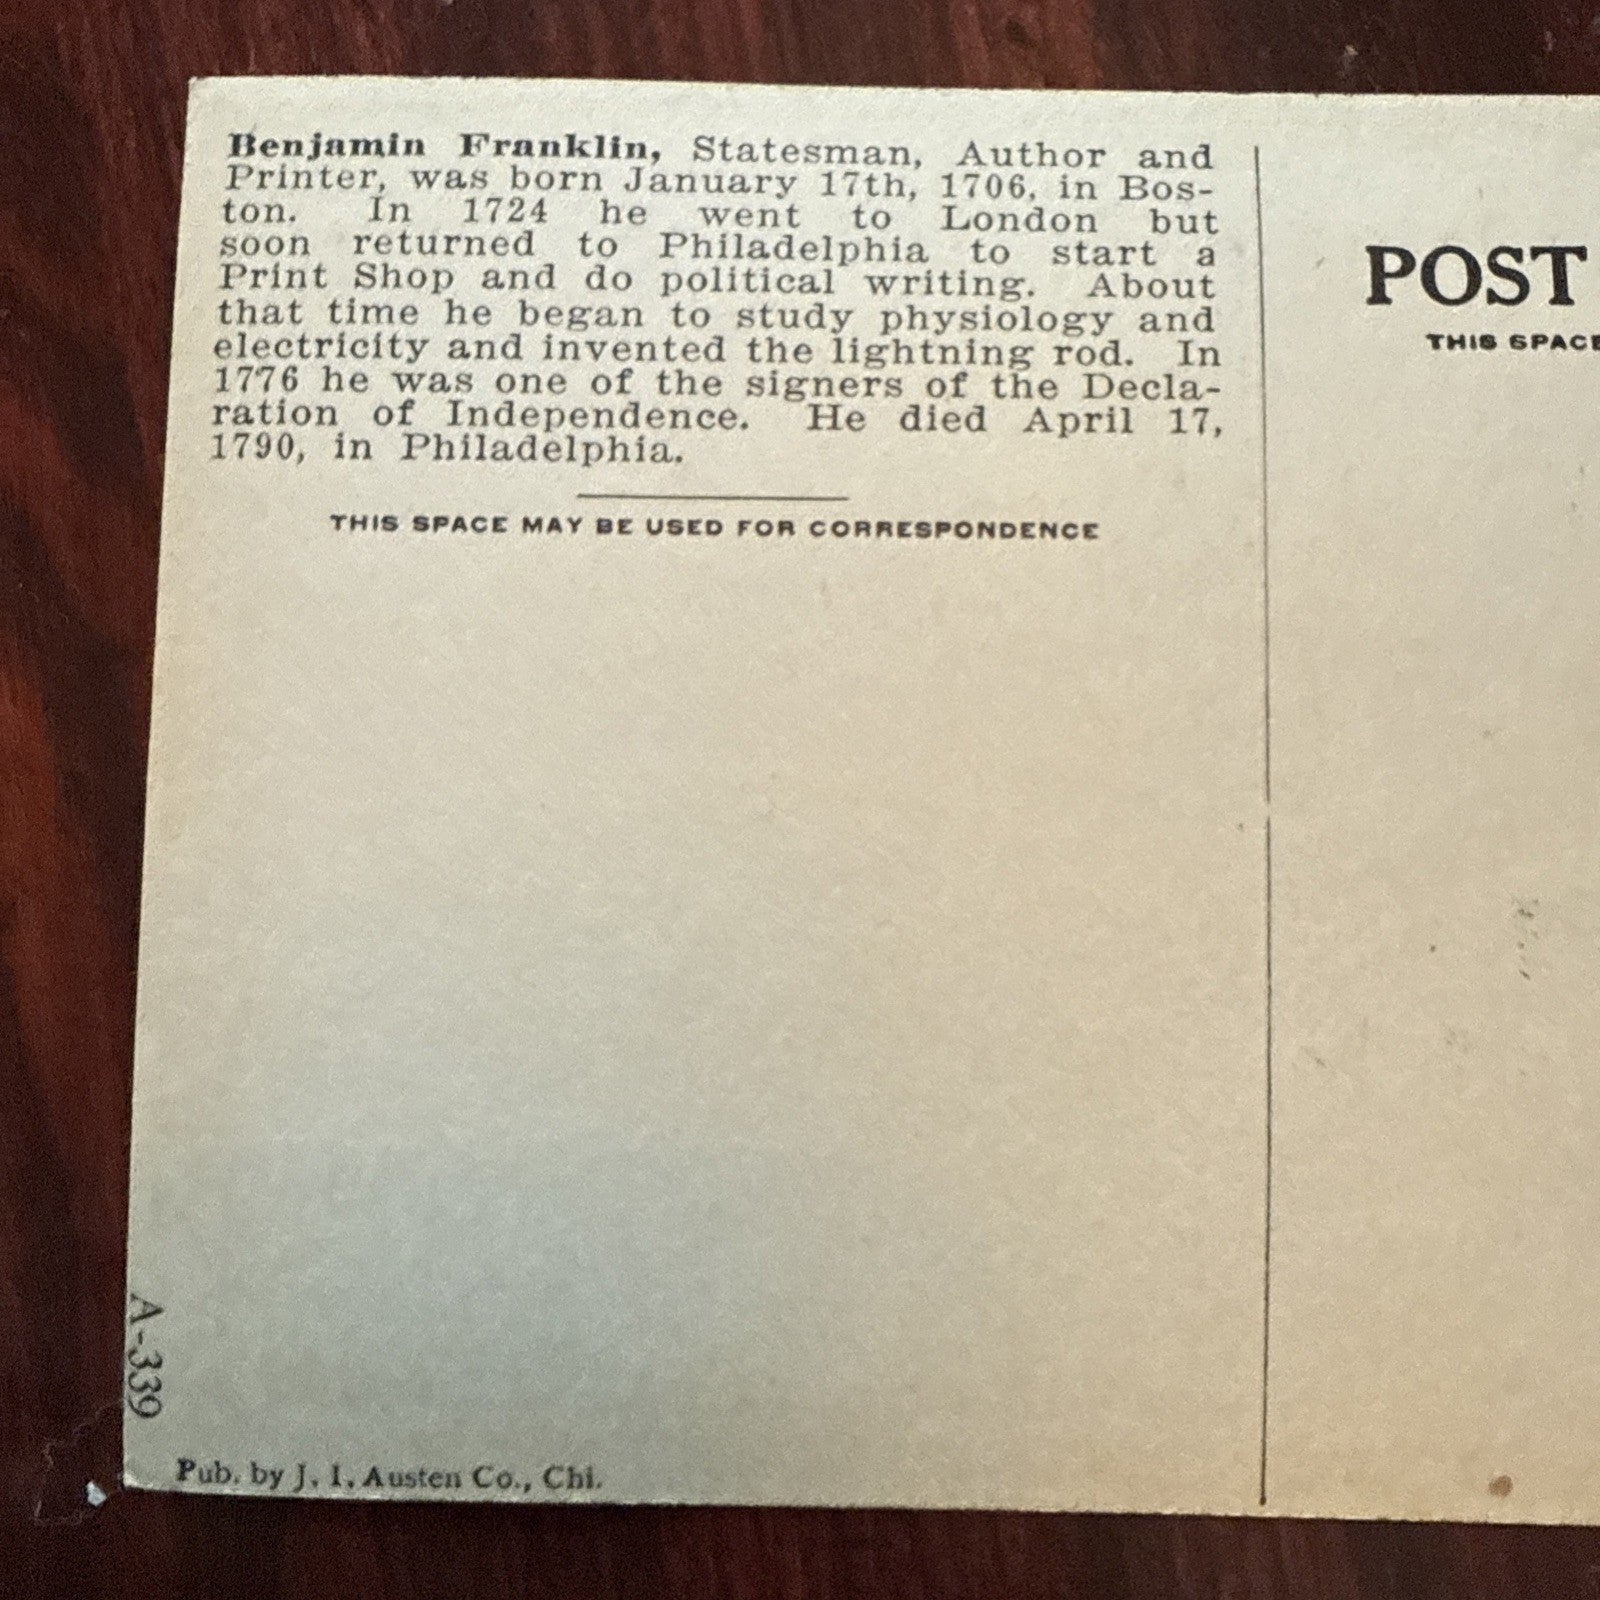 Benjamin Franklin, Statesman, Author and
Printer, was born January 17th, 1706, in Bos-
ton. In 1724 he went to London but
soon returned to Philadelphia to start a
Print Shop and do political writing. About
that time he began to study physiology and
electricity and invented the lightning rod. In
1776 he was one of the signers of the Decla-
ration of Independence. He died April 17,
1790, in Philadelphia.
THIS SPACE MAY BE USED FOR CORRESPONDENCE
A-339
Pub. by J. I. Austen Co., Chi.
POST
THIS SPACE